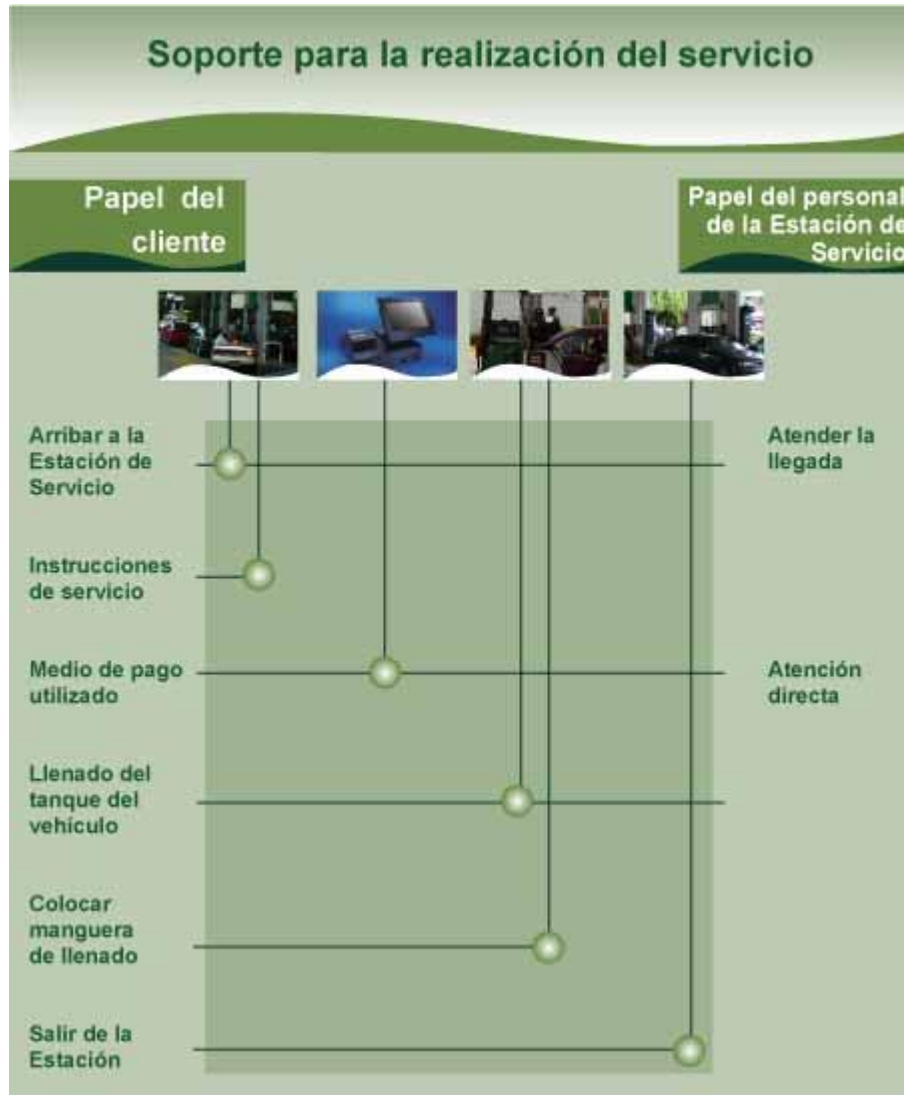 Soporte para la realización del servicio
Papel del
cliente
Papel del personal
de la Estación de
Servicio
Arribar a la
Estación de
Servicio
Atender la
llegada
Instrucciones
de servicio
Medio de pago
utilizado
Atención
directa
Llenado del
tanque del
vehículo
Colocar
manguera
de llenado
Salir de la
Estación